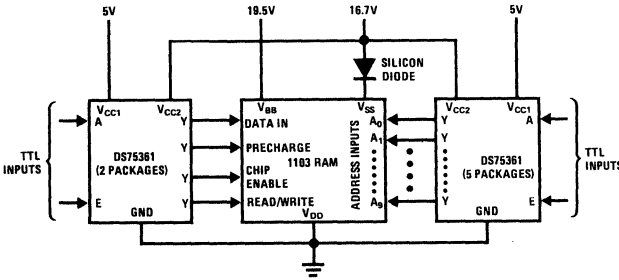 5V 19.5V 16.7V 5V
SILICON
DIODE
VCC1 VCC2 VBB VSS VCC2 VCC1
A Y DATA IN A0 Y A
TTL
INPUTS
DS75361
(2 PACKAGES)
Y PRECHARGE
1103 RAM
ADDRESS INPUTS
A1 Y
DS75361
(5 PACKAGES)
TTL
INPUTS
Y CHIP
ENABLE
E Y READ/WRITE A9 Y E
GND VDD GND